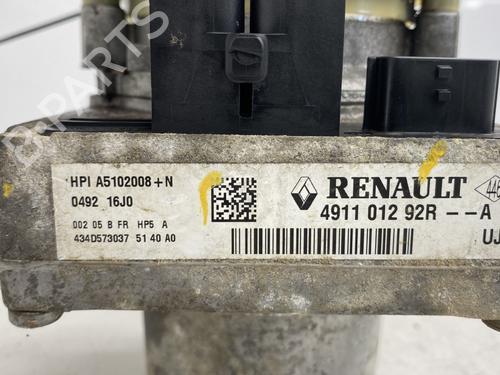 HPI A5102008+N
0492 16J0
002 05 B FR HP5 A
434D573037 51 40 A0
RENAULT
4911 012 92R --A
UJ
B-PARTS